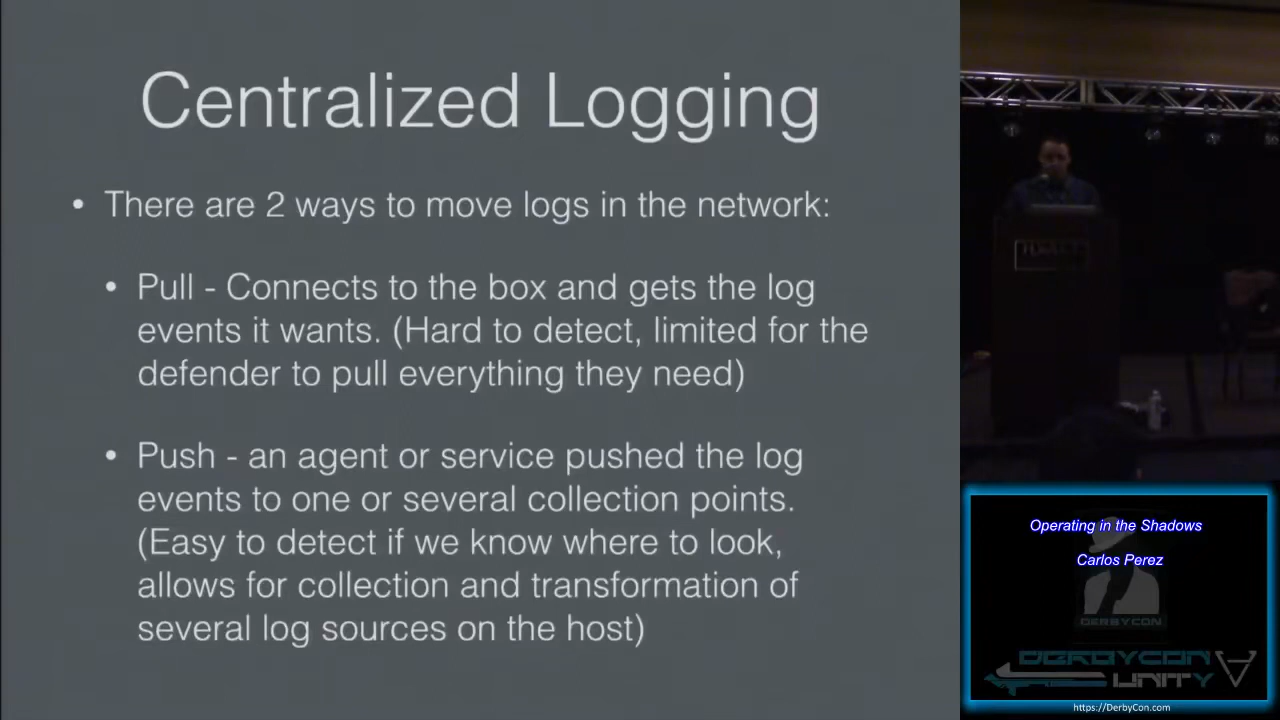 Centralized Logging
• There are 2 ways to move logs in the network:
• Pull - Connects to the box and gets the log
events it wants. (Hard to detect, limited for the
defender to pull everything they need)
• Push - an agent or service pushed the log
events to one or several collection points.
(Easy to detect if we know where to look,
allows for collection and transformation of
several log sources on the host)
Operating in the Shadows
Carlos Perez
DERBYCON
DERBYCON
UNITY
https://DerbyCon.com